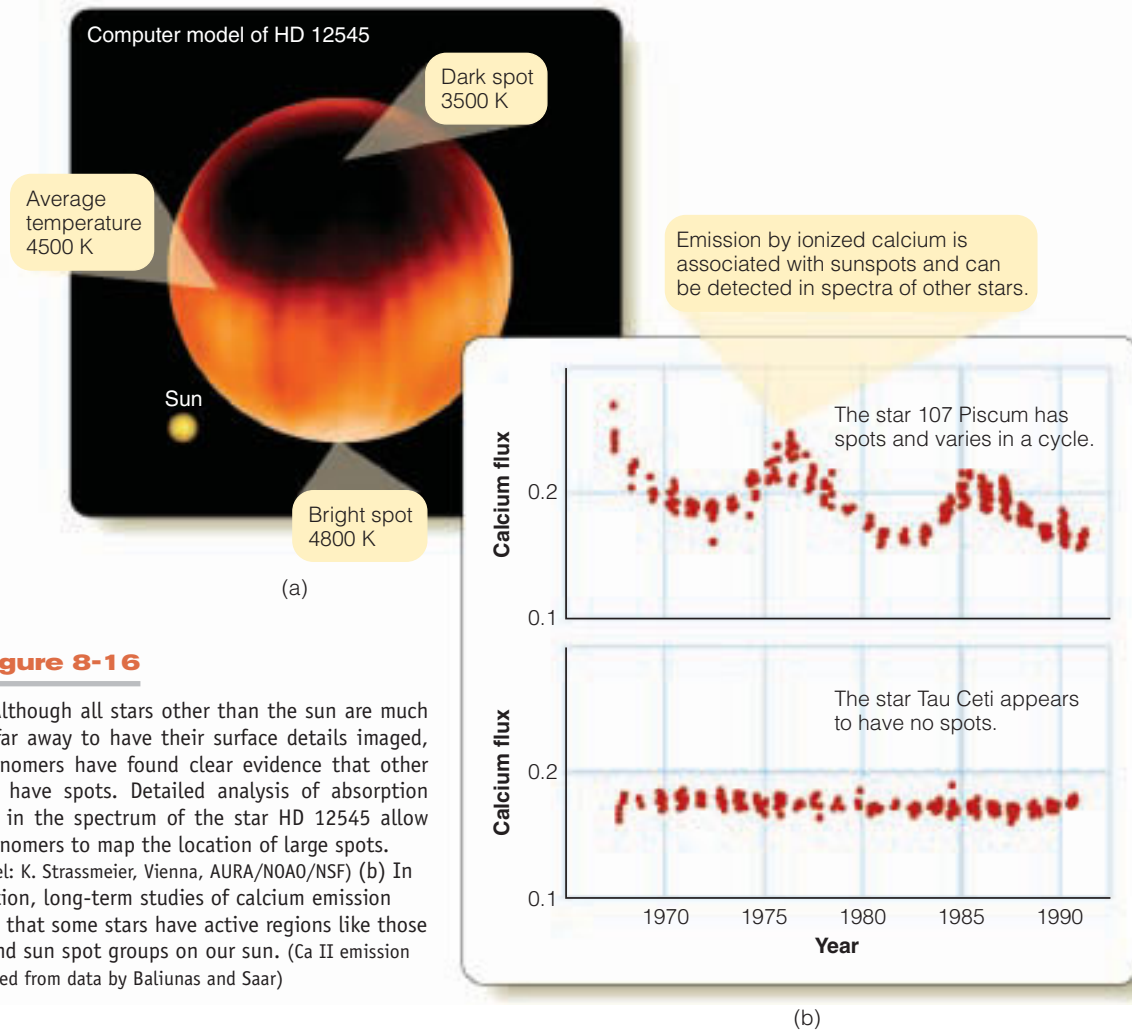 Computer model of HD 12545
Dark spot
3500 K
Average
temperature
4500 K
Sun
Bright spot
4800 K
(a)
Emission by ionized calcium is
associated with sunspots and can
be detected in spectra of other stars.
Calcium flux
0.2
0.1
The star 107 Piscum has
spots and varies in a cycle.
Calcium flux
0.2
0.1
The star Tau Ceti appears
to have no spots.
1970 1975 1980 1985 1990
Year
(b)
gure 8-16
lthough all stars other than the sun are much
far away to have their surface details imaged,
nomers have found clear evidence that other
have spots. Detailed analysis of absorption
in the spectrum of the star HD 12545 allow
nomers to map the location of large spots.
el: K. Strassmeier, Vienna, AURA/NOAO/NSF) (b) In
tion, long-term studies of calcium emission
that some stars have active regions like those
nd sun spot groups on our sun. (Ca II emission
ed from data by Baliunas and Saar)